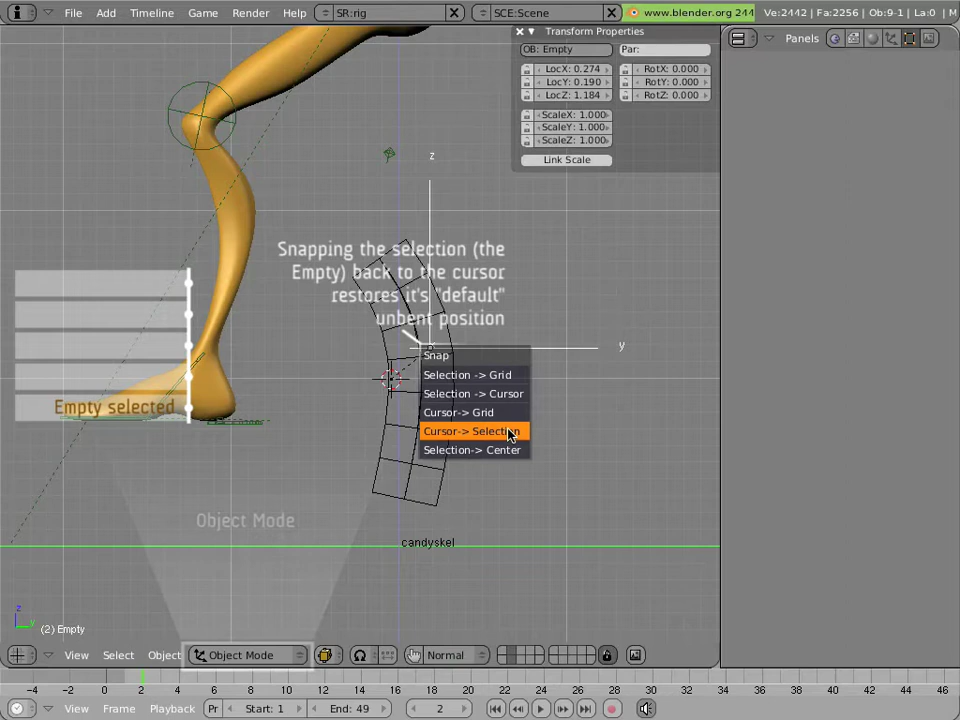 File Add Timeline Game Render Help SR:rig SCE:Scene www.blender.org 244 Ve:2442 | Fa:2256 | Ob:9-1 | La:0 | M
Transform Properties
OB: Empty Par:
LocX: 0.274 RotX: 0.000
LocY: 0.190 RotY: 0.000
LocZ: 1.184 RotZ: 0.000
ScaleX: 1.000
ScaleY: 1.000
ScaleZ: 1.000
Link Scale
Panels
z
Snapping the selection (the
Empty) back to the cursor
restores it's "default"
unbent position
y
Snap
Selection -> Grid
Selection -> Cursor
Cursor-> Grid
Cursor-> Selection
Selection-> Center
Empty selected
Object Mode
candyskel
z
y
(2) Empty
View Select Object Object Mode Normal
-4 -2 0 2 4 6 8 10 12 14 16 18 20 22 24 26 28 30 32 34 36 38 40 42 44 46
View Frame Playback Pr Start: 1 End: 49 2